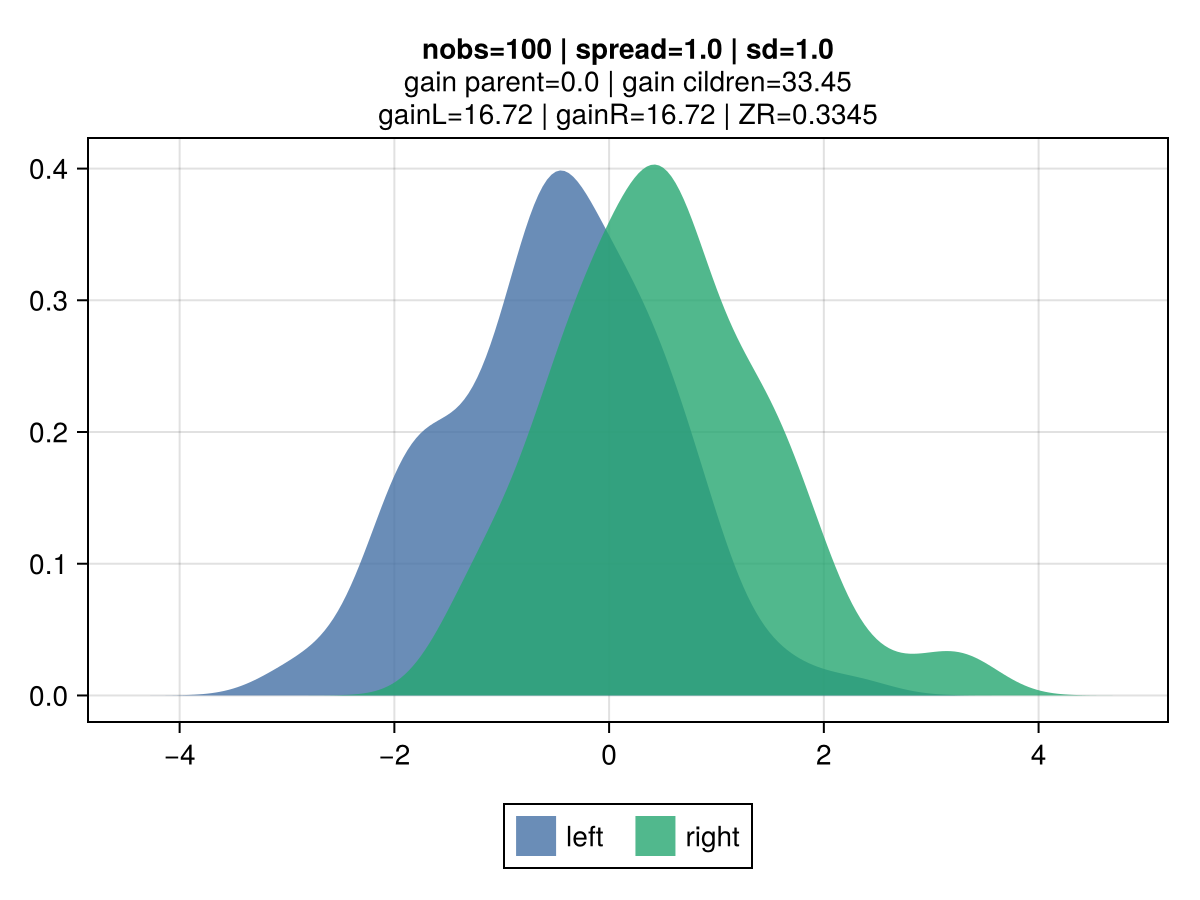 nobs=100 | spread=1.0 | sd=1.0
gain parent=0.0 | gain cildren=33.45
gainL=16.72 | gainR=16.72 | ZR=0.3345
0.4
0.3
0.2
0.1
0.0
−4 −2 0 2 4
left right